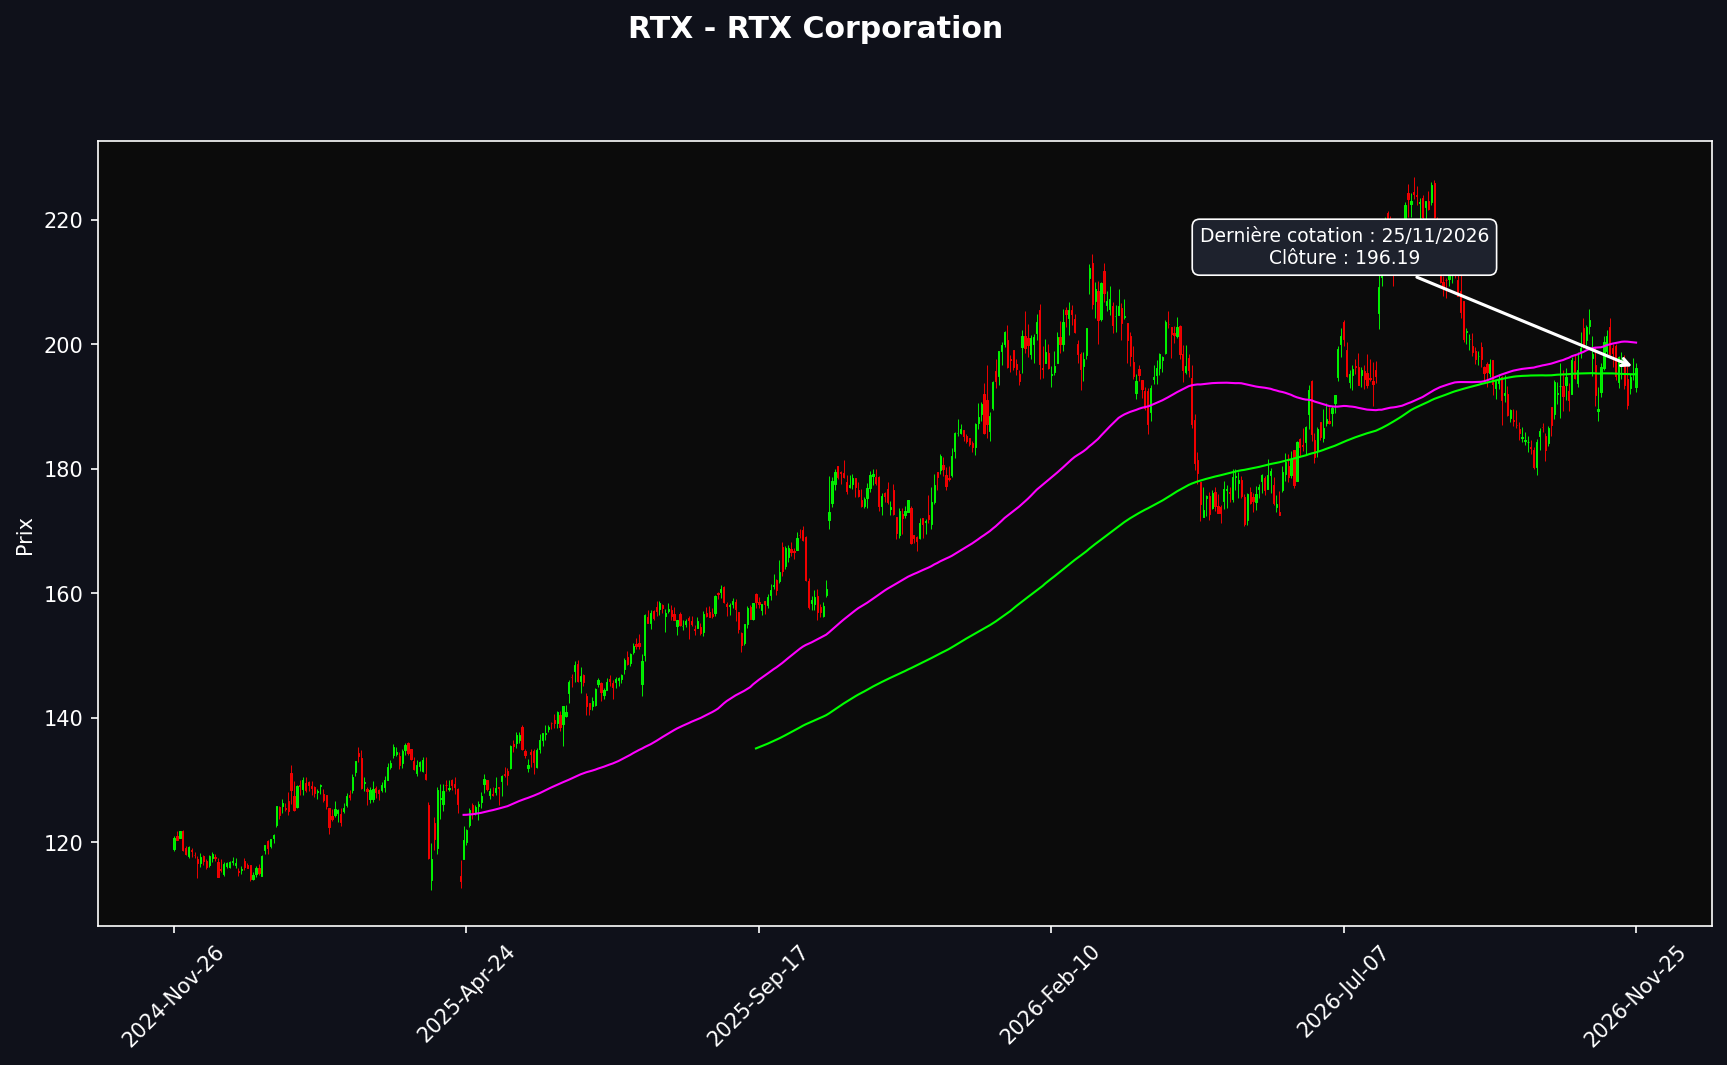 RTX - RTX Corporation
Dernière cotation : 25/11/2026
Clôture : 196.19
Prix
220
200
180
160
140
120
2024-Nov-26
2025-Apr-24
2025-Sep-17
2026-Feb-10
2026-Jul-07
2026-Nov-25